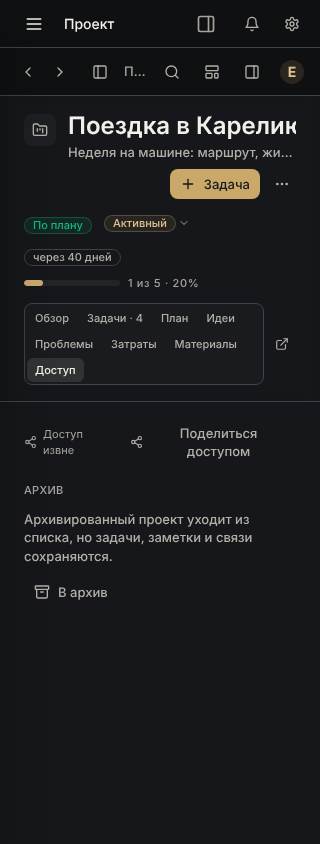 Проект
П...
E
Поездка в Карелию
Неделя на машине: маршрут, жи...
Задача
По плану
Активный
через 40 дней
1 из 5 · 20%
Обзор
Задачи · 4
План
Идеи
Проблемы
Затраты
Материалы
Доступ
Доступ
извне
Поделиться
доступом
АРХИВ
Архивированный проект уходит из
списка, но задачи, заметки и связи
сохраняются.
В архив